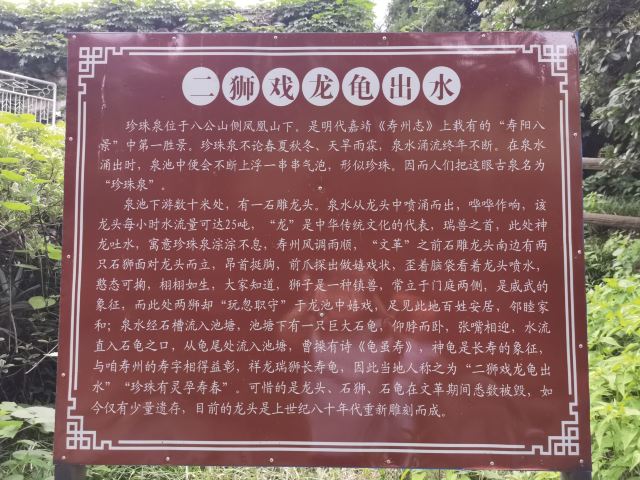 二狮戏龙龟出水
珍珠泉位于八公山侧凤凰山下。是明代嘉靖《寿州志》上载有的“寿阳八
景”中第一胜景。珍珠泉不论春夏秋冬、天旱雨霖，泉水涌流终年不断。在泉水
涌出时，泉池中便会不断上浮一串串气泡，形似珍珠。因而人们把这眼古泉名为
“珍珠泉”。
泉池下游数十米处，有一石雕龙头。泉水从龙头中喷涌而出，哗哗作响，该
龙头每小时水流量可达25吨，“龙”是中华传统文化的代表，瑞兽之首，此处神
龙吐水，寓意珍珠泉淙淙不息，寿州风调雨顺，“文革”之前石雕龙头南边有两
只石狮面对龙头而立，昂首挺胸，前爪探出做嬉戏状，歪着脑袋看着龙头喷水，
憨态可掬，栩栩如生，大家知道，狮子是一种镇兽，常立于门庭两侧，是威武的
象征，而此处两狮却“玩忽职守”于龙池中嬉戏，足见此地百姓安居，邻睦家
和；泉水经石槽流入池塘，池塘下有一只巨大石龟，仰脖而卧，张嘴相迎，水流
直入石龟之口，从龟尾处流入池塘，曹操有诗《龟虽寿》，神龟是长寿的象征，
与咱寿州的寿字相得益彰，祥龙瑞狮长寿龟，因此当地人称之为“二狮戏龙龟出
水”“珍珠有灵孕寿春”。可惜的是龙头、石狮、石龟在文革期间悉数被毁，如
今仅有少量遗存，目前的龙头是上世纪八十年代重新雕刻而成。